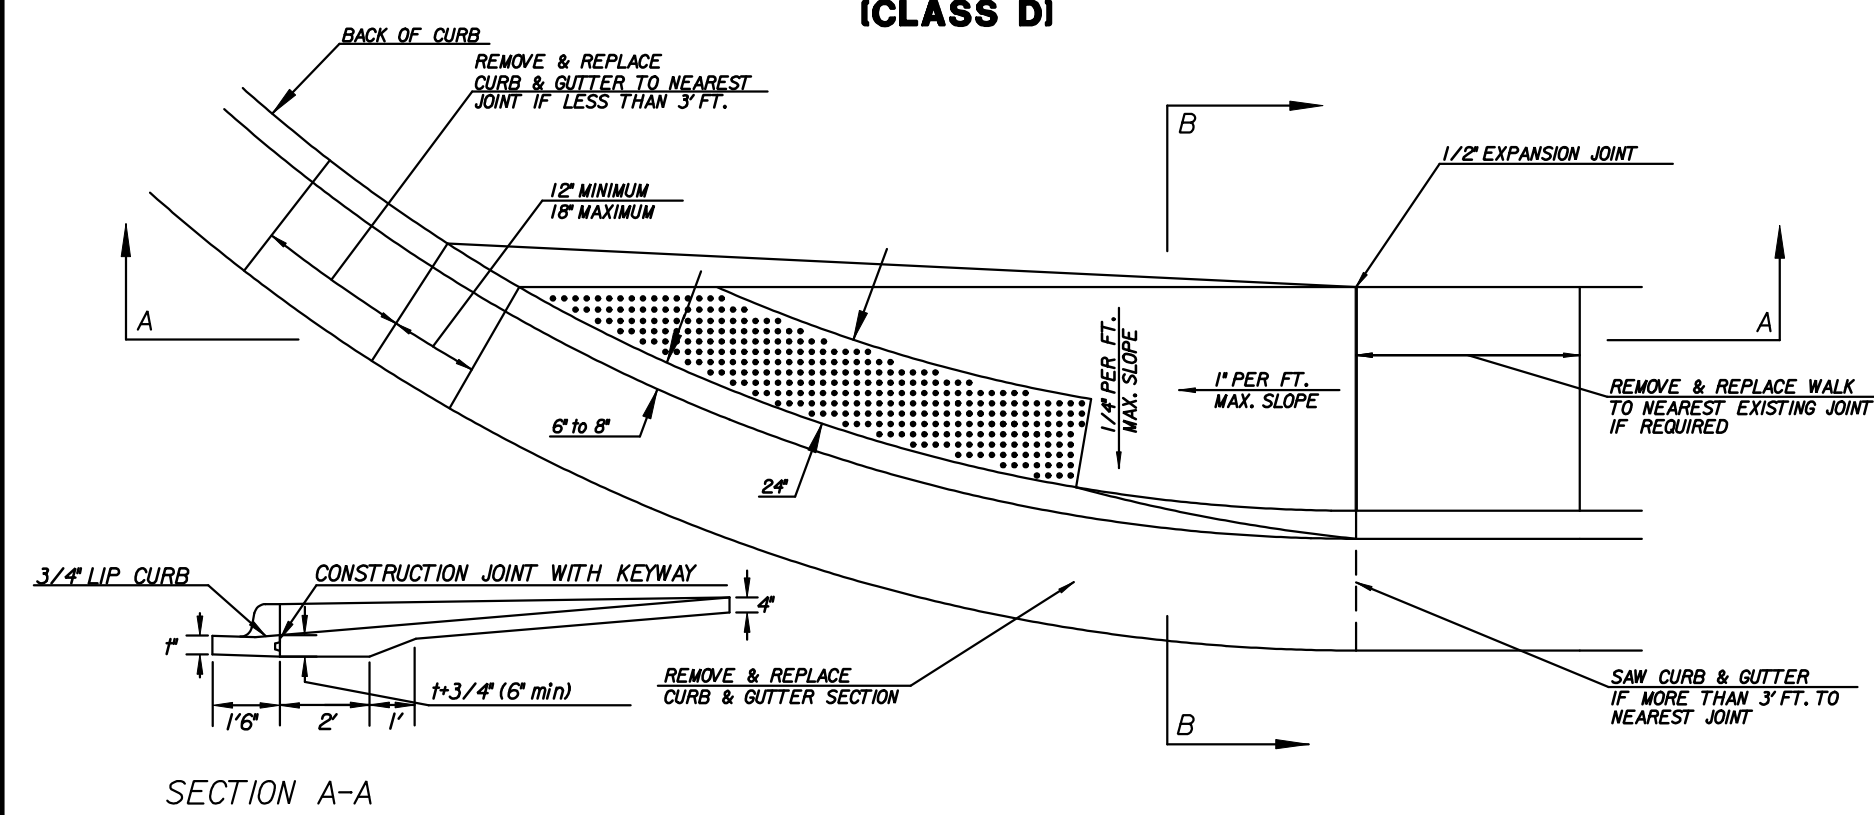 (CLASS D)
BACK OF CURB
REMOVE & REPLACE
CURB & GUTTER TO NEAREST
JOINT IF LESS THAN 3' FT.
B
1/2" EXPANSION JOINT
12" MINIMUM
18" MAXIMUM
A
A
1/4" PER FT.
MAX. SLOPE
1" PER FT.
MAX. SLOPE
REMOVE & REPLACE WALK
TO NEAREST EXISTING JOINT
IF REQUIRED
6" to 8"
24"
3/4" LIP CURB
CONSTRUCTION JOINT WITH KEYWAY
4"
t"
t+3/4" (6" min)
1'6"
2'
1'
REMOVE & REPLACE
CURB & GUTTER SECTION
SAW CURB & GUTTER
IF MORE THAN 3' FT. TO
NEAREST JOINT
B
SECTION A-A